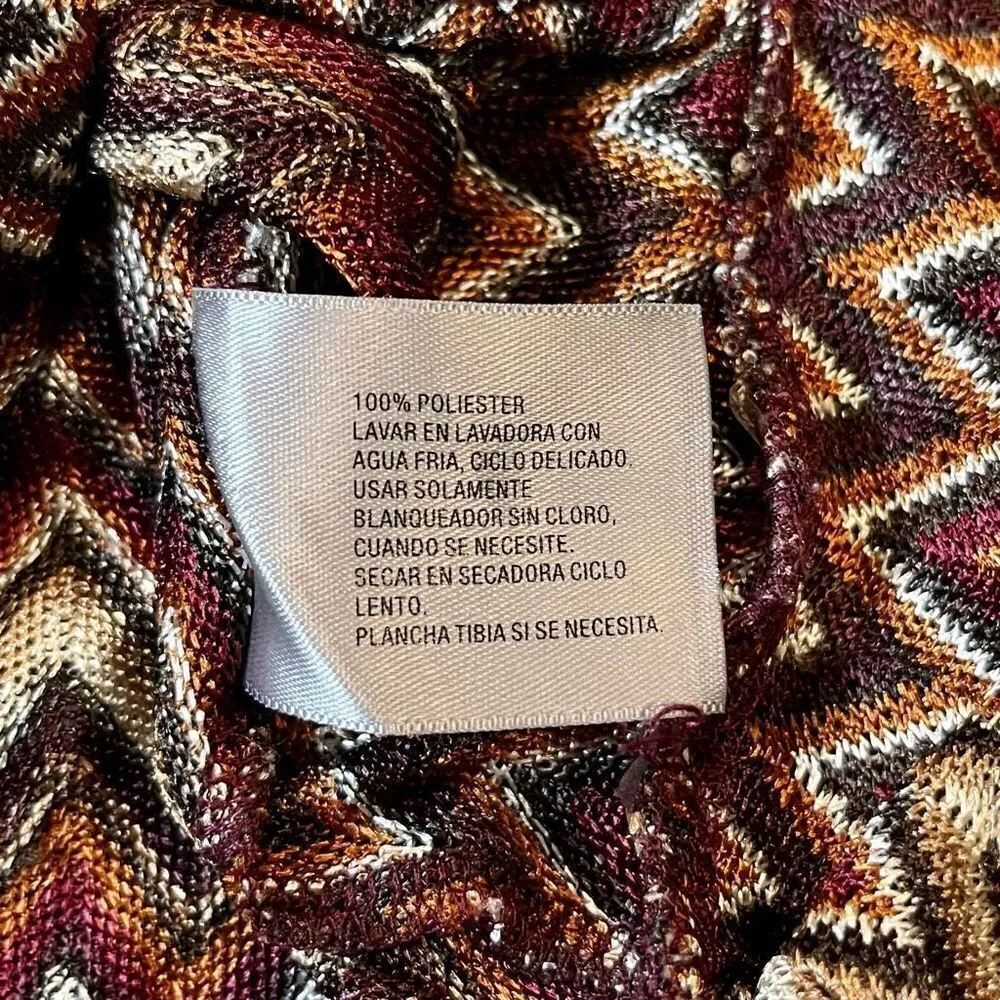 100% POLIESTER
LAVAR EN LAVADORA CON
AGUA FRIA, CICLO DELICADO.
USAR SOLAMENTE
BLANQUEADOR SIN CLORO,
CUANDO SE NECESITE.
SECAR EN SECADORA CICLO
LENTO.
PLANCHA TIBIA SI SE NECESITA.